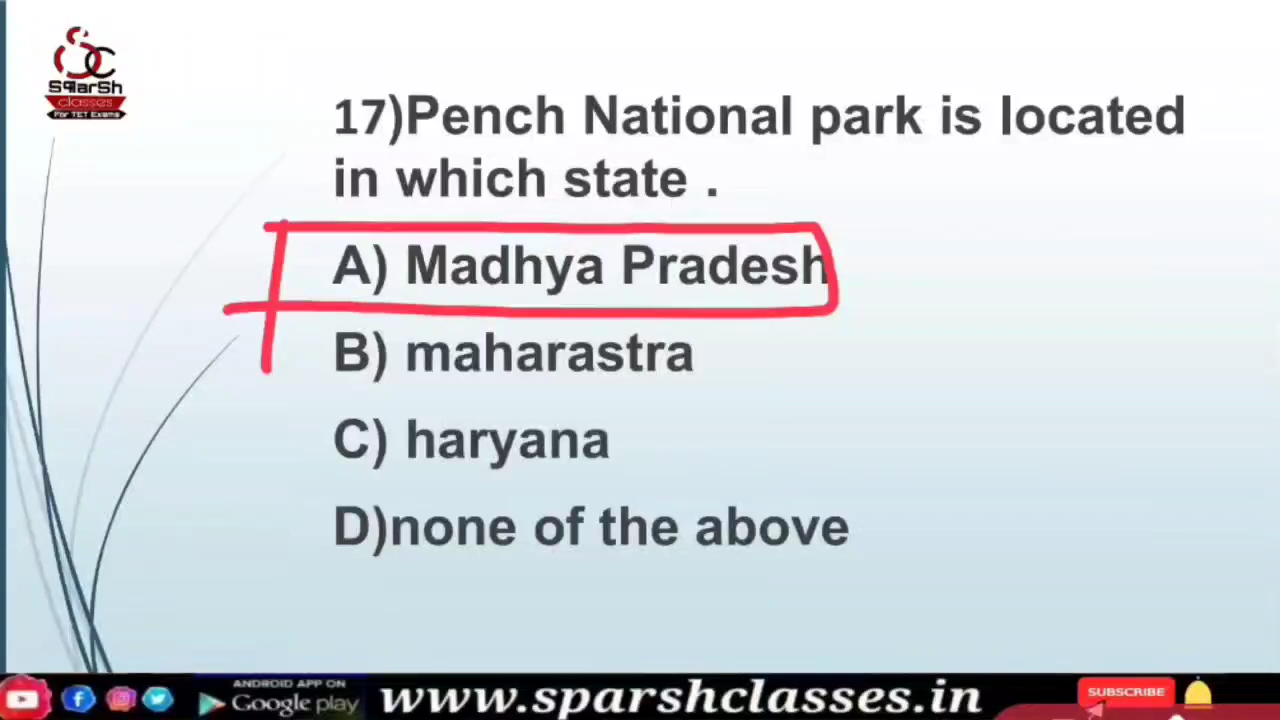 SParSh
classes
For TET Exams
17)Pench National park is located
in which state .
A) Madhya Pradesh
B) maharastra
C) haryana
D)none of the above
ANDROID APP ON
Google play
www.sparshclasses.in
SUBSCRIBE